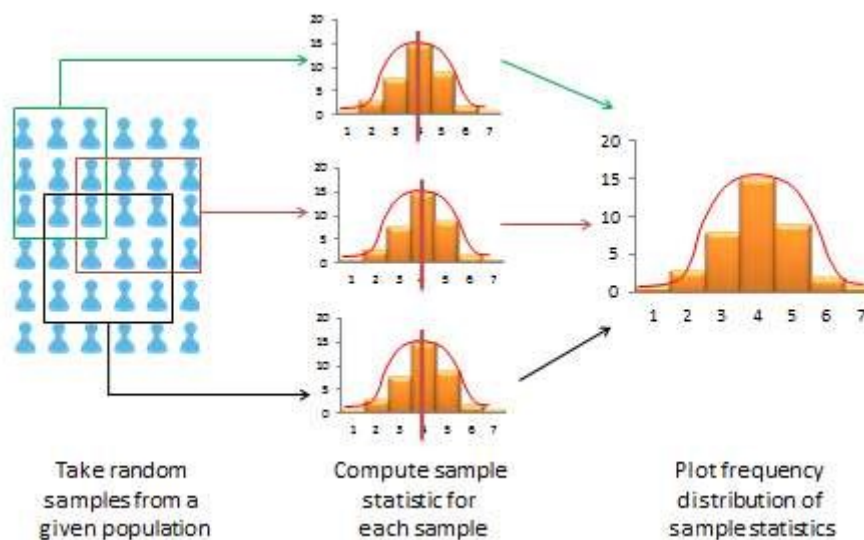 20
15
10
5
0
1 2 3 4 5 6 7
20
15
10
5
0
1 2 3 5 6 7
20
15
10
5
0
1 2 3 5 6 7
20
15
10
5
0
1 2 3 4 5 6 7
Take random
samples from a
given population
Compute sample
statistic for
each sample
Plot frequency
distribution of
sample statistics